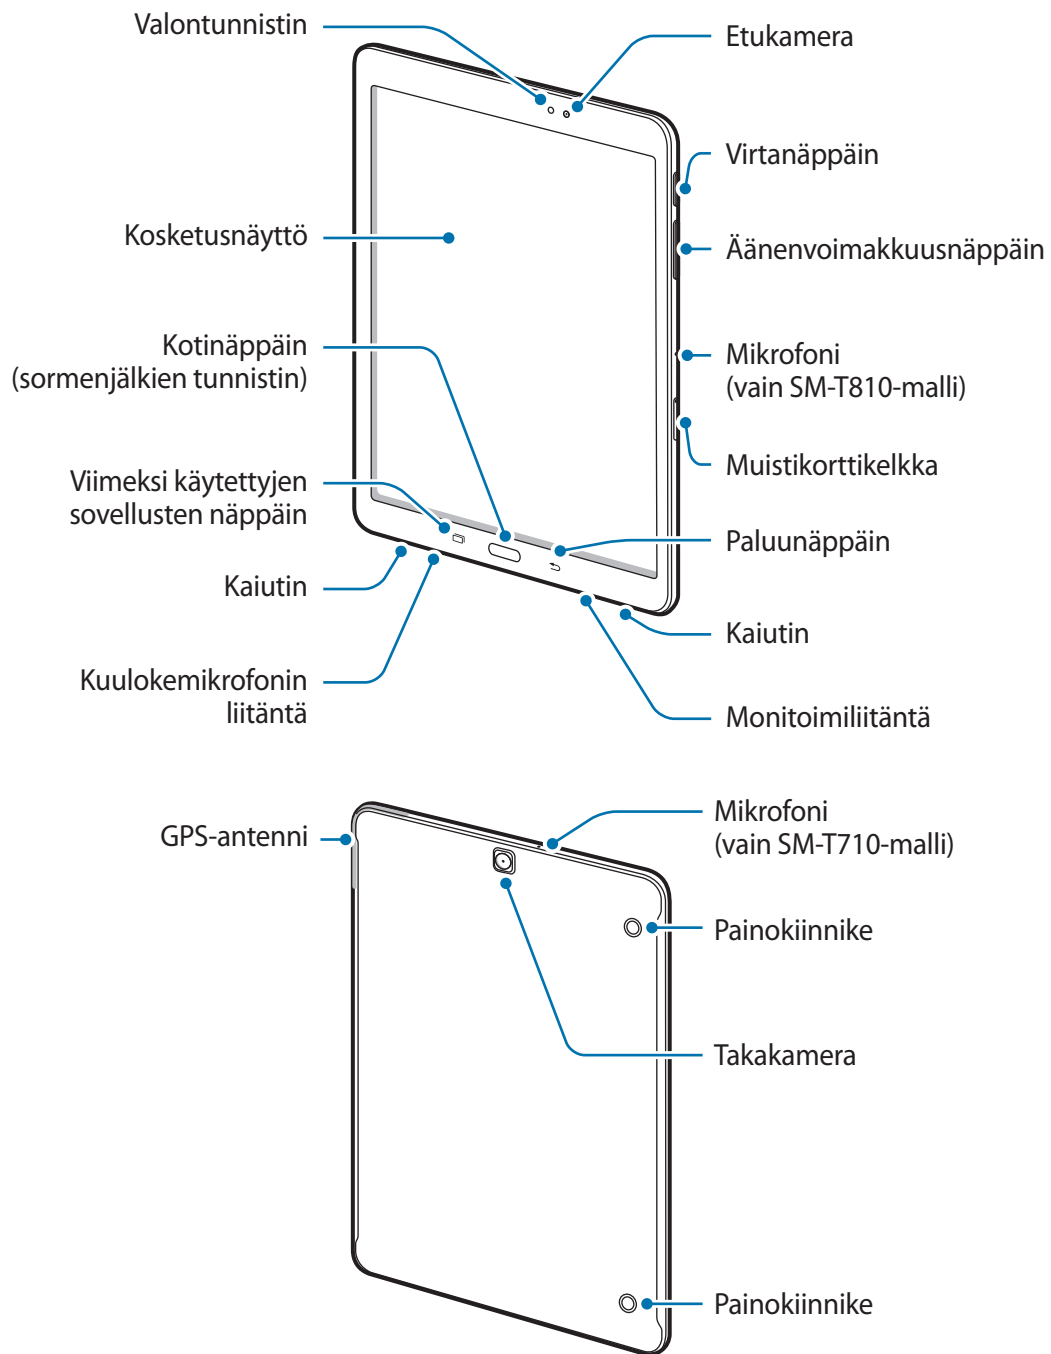 Valontunnistin
Etukamera
Virtanäppäin
Kosketusnäyttö
Äänenvoimakkuusnäppäin
Kotinäppäin
(sormenjälkien tunnistin)
Mikrofoni
(vain SM-T810-malli)
Muistikorttikelkka
Viimeksi käytettyjen
sovellusten näppäin
Paluunäppäin
Kaiutin
Kaiutin
Kuulokemikrofonin
liitäntä
Monitoimiliitäntä
GPS-antenni
Mikrofoni
(vain SM-T710-malli)
Painokiinnike
Takakamera
Painokiinnike